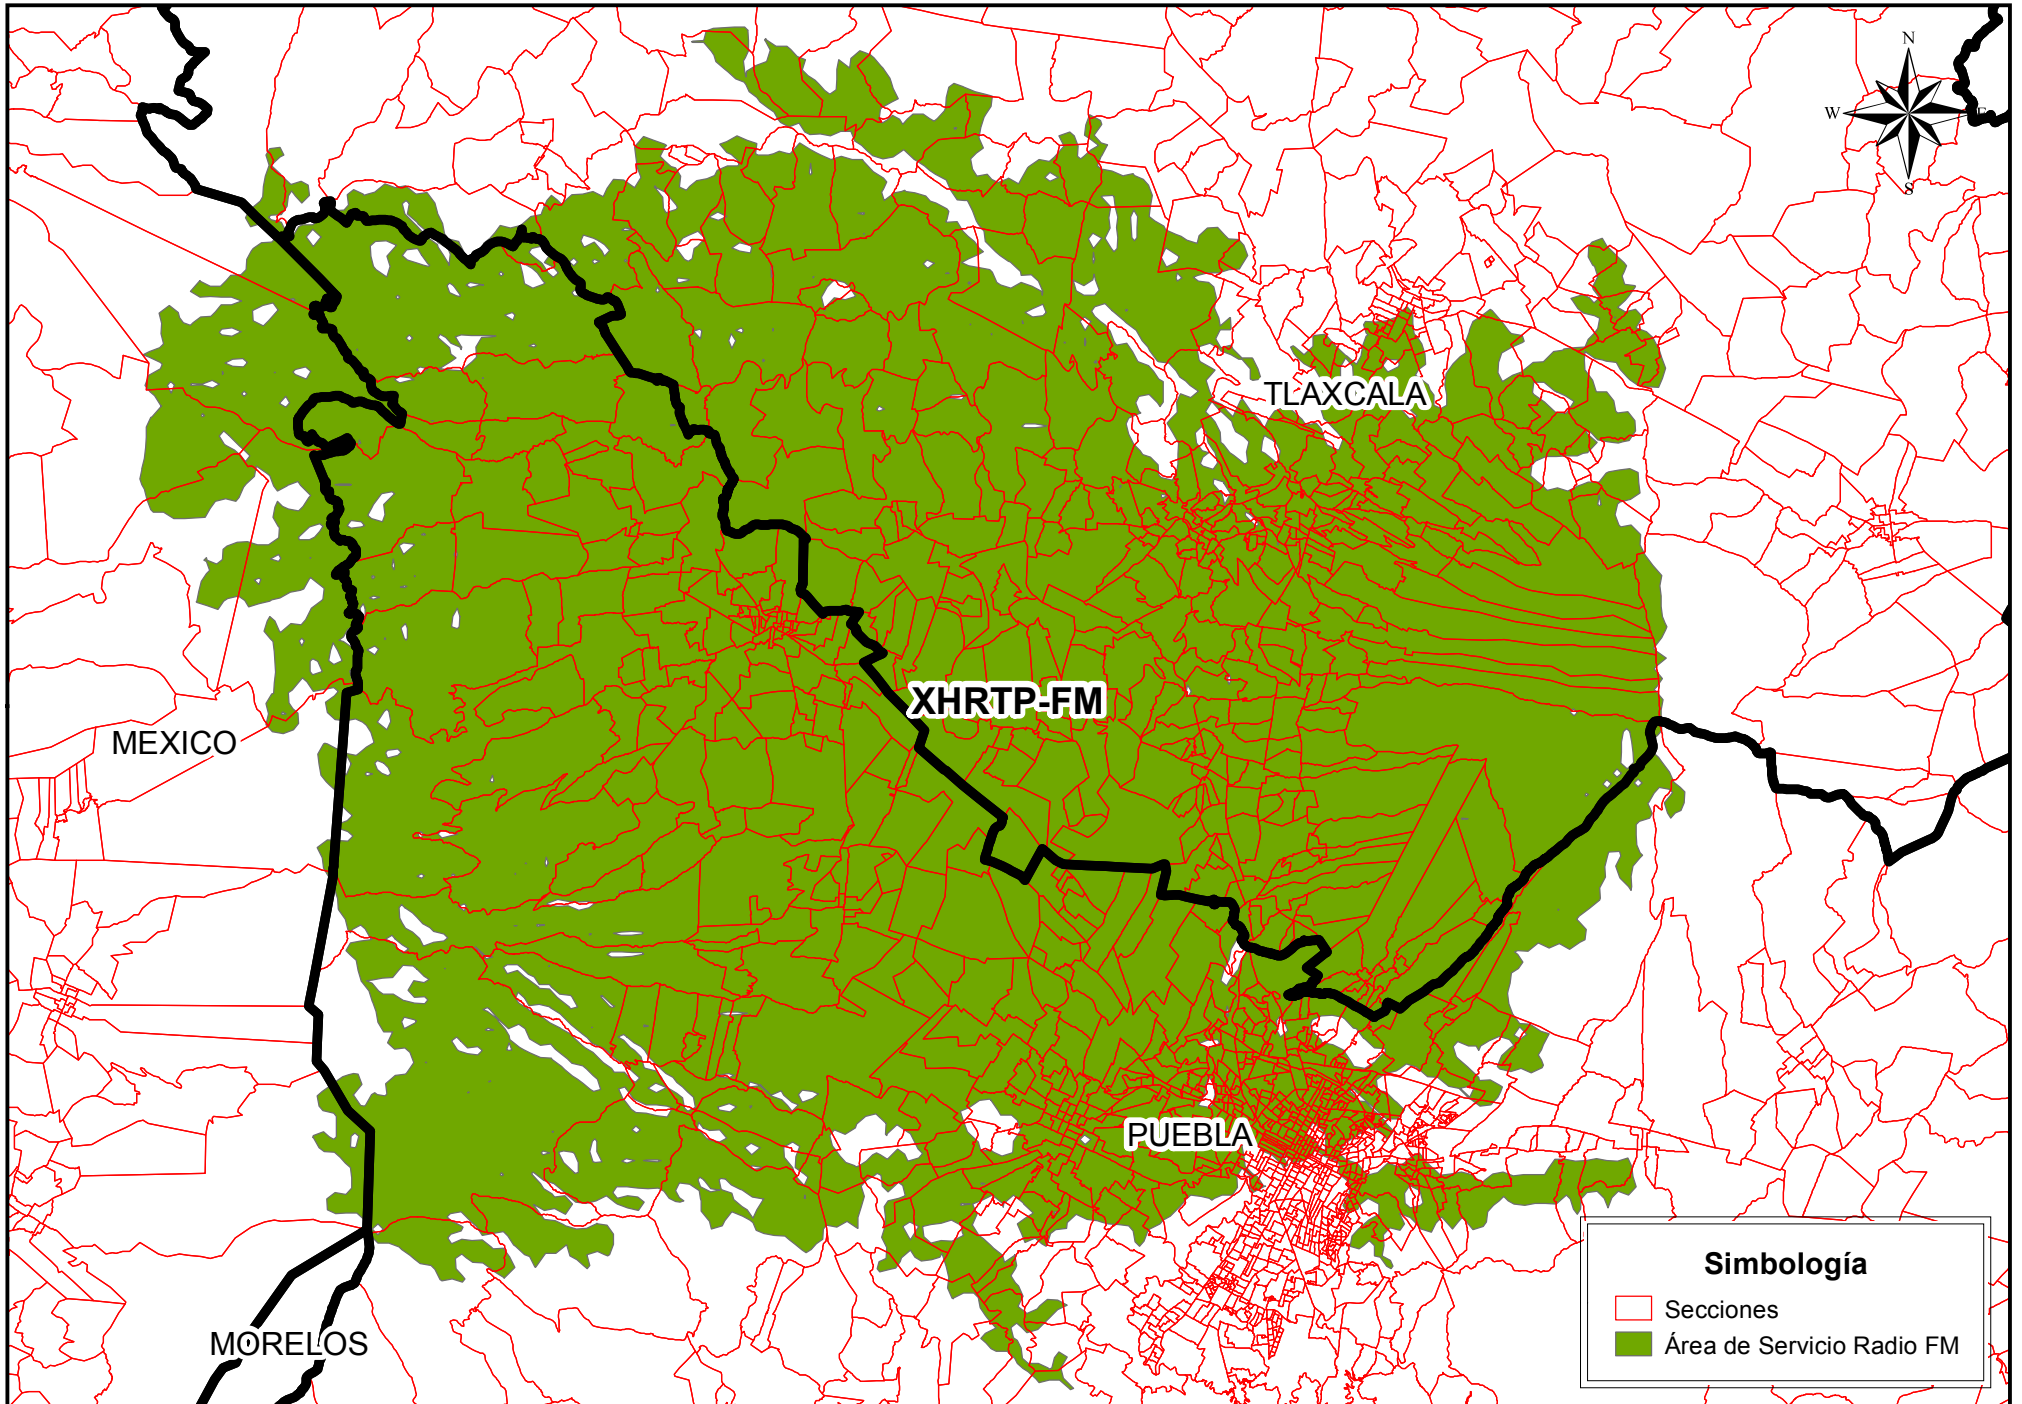 N
W
E
S
TLAXCALA
XHRTP-FM
MEXICO
PUEBLA
MORELOS
Simbología
Secciones
Área de Servicio Radio FM